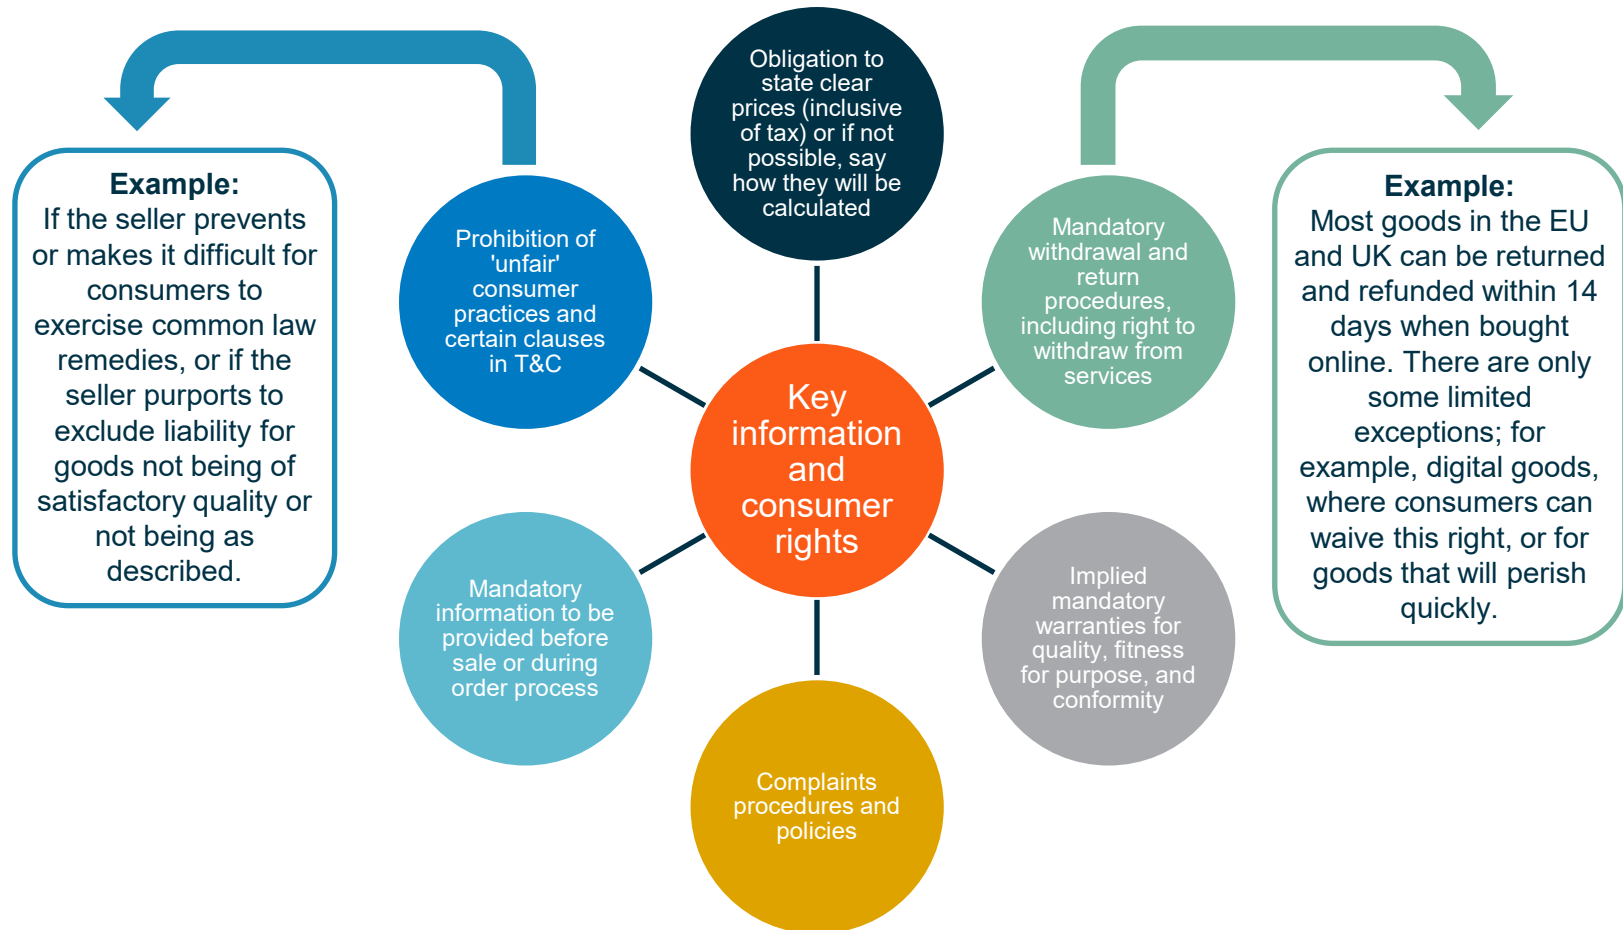 Obligation to
state clear
prices (inclusive
of tax) or if not
possible, say
how they will be
calculated
Example:
If the seller prevents
or makes it difficult for
consumers to
exercise common law
remedies, or if the
seller purports to
exclude liability for
goods not being of
satisfactory quality or
not being as
described.
Prohibition of
'unfair'
consumer
practices and
certain clauses
in T&C
Mandatory
withdrawal and
return
procedures,
including right to
withdraw from
services
Example:
Most goods in the EU
and UK can be returned
and refunded within 14
days when bought
online. There are only
some limited
exceptions; for
example, digital goods,
where consumers can
waive this right, or for
goods that will perish
quickly.
Key
information
and
consumer
rights
Mandatory
information to be
provided before
sale or during
order process
Implied
mandatory
warranties for
quality, fitness
for purpose, and
conformity
Complaints
procedures and
policies